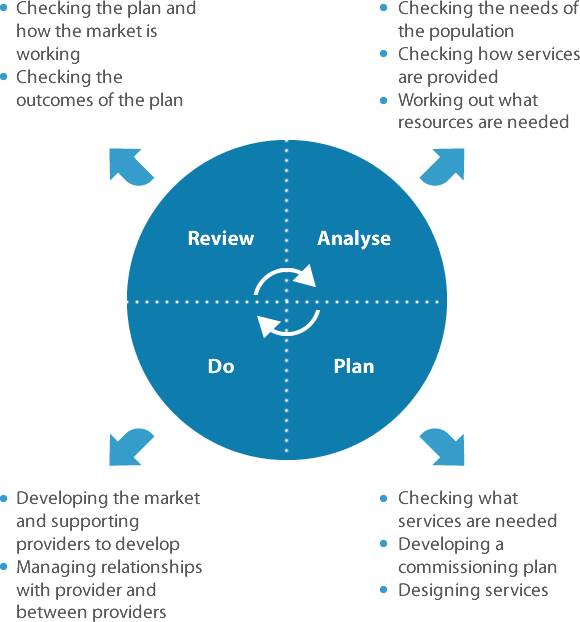 • Checking the plan and
how the market is
working
• Checking the
outcomes of the plan
• Checking the needs of
the population
• Checking how services
are provided
• Working out what
resources are needed
Review
Analyse
Do
Plan
• Developing the market
and supporting
providers to develop
• Managing relationships
with provider and
between providers
• Checking what
services are needed
• Developing a
commissioning plan
• Designing services